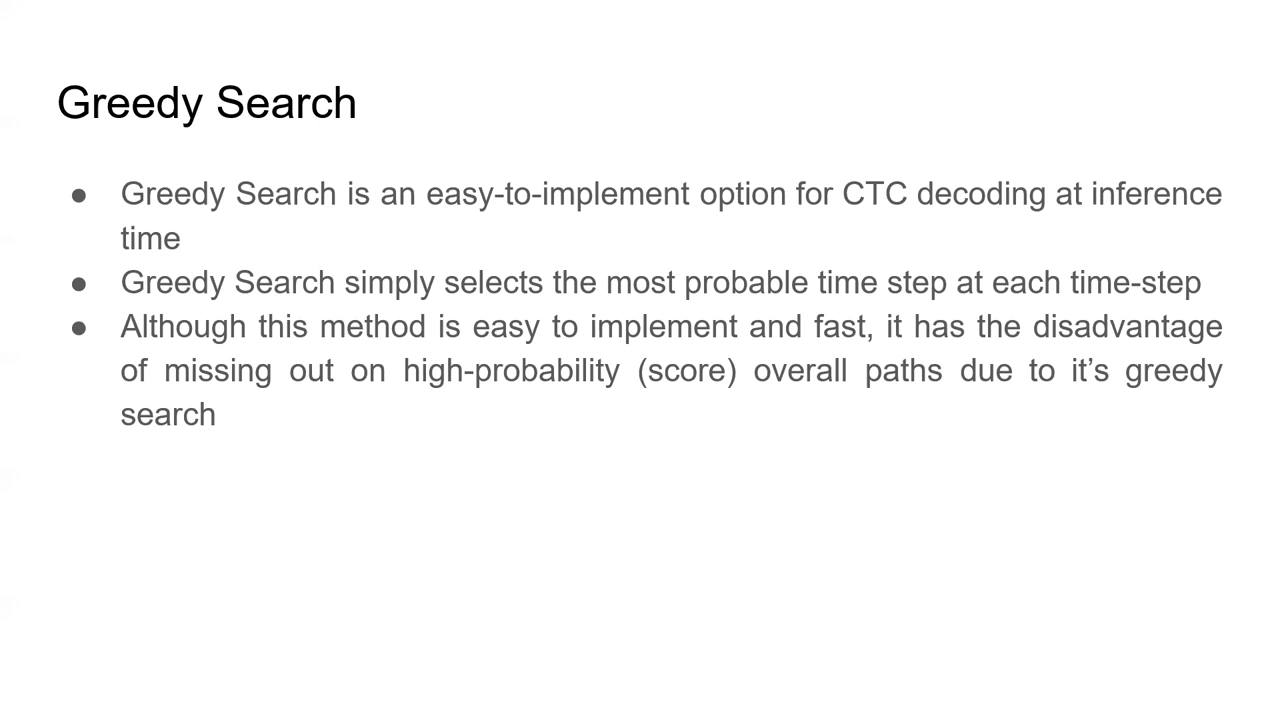 Greedy Search
● Greedy Search is an easy-to-implement option for CTC decoding at inference
time
● Greedy Search simply selects the most probable time step at each time-step
● Although this method is easy to implement and fast, it has the disadvantage
of missing out on high-probability (score) overall paths due to it’s greedy
search